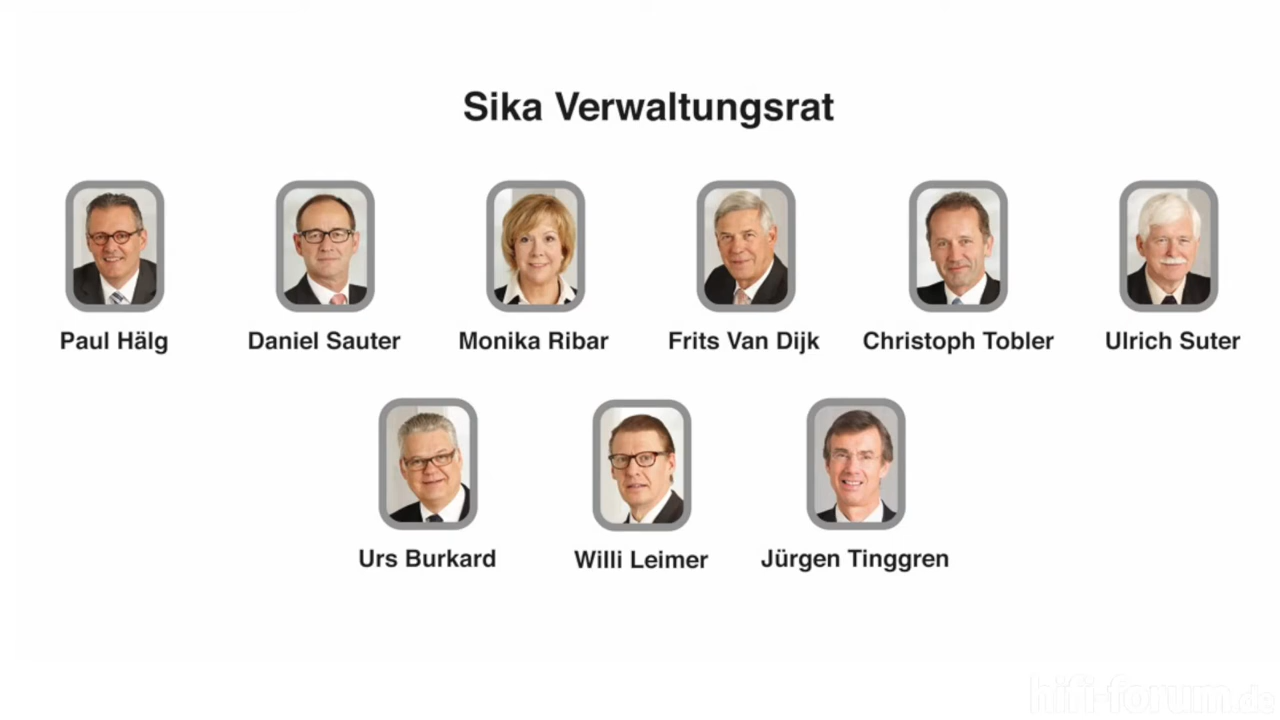 Sika Verwaltungsrat
Paul Hälg
Daniel Sauter
Monika Ribar
Frits Van Dijk
Christoph Tobler
Ulrich Suter
Urs Burkard
Willi Leimer
Jürgen Tinggren
hifi-forum.de